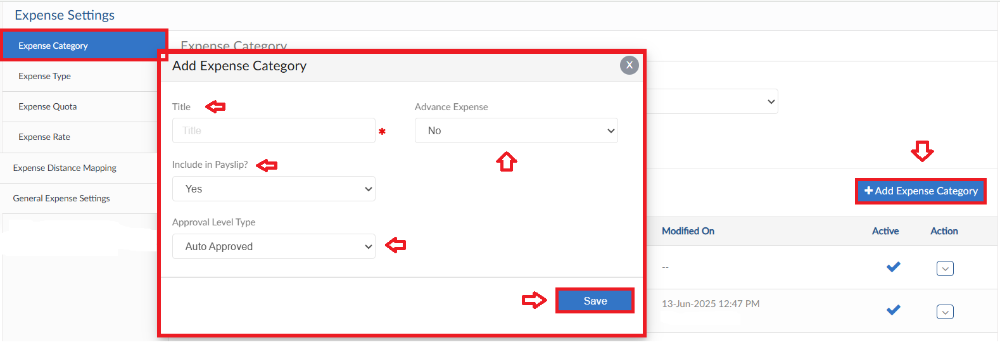 Expense Settings
Expense Category
Expense Type
Expense Quota
Expense Rate
Expense Distance Mapping
General Expense Settings
Expense Category
Add Expense Category
X
Title
Title
*
Advance Expense
No
Include in Payslip?
Yes
Approval Level Type
Auto Approved
Save
+ Add Expense Category
Modified On Active Action
--
13-Jun-2025 12:47 PM